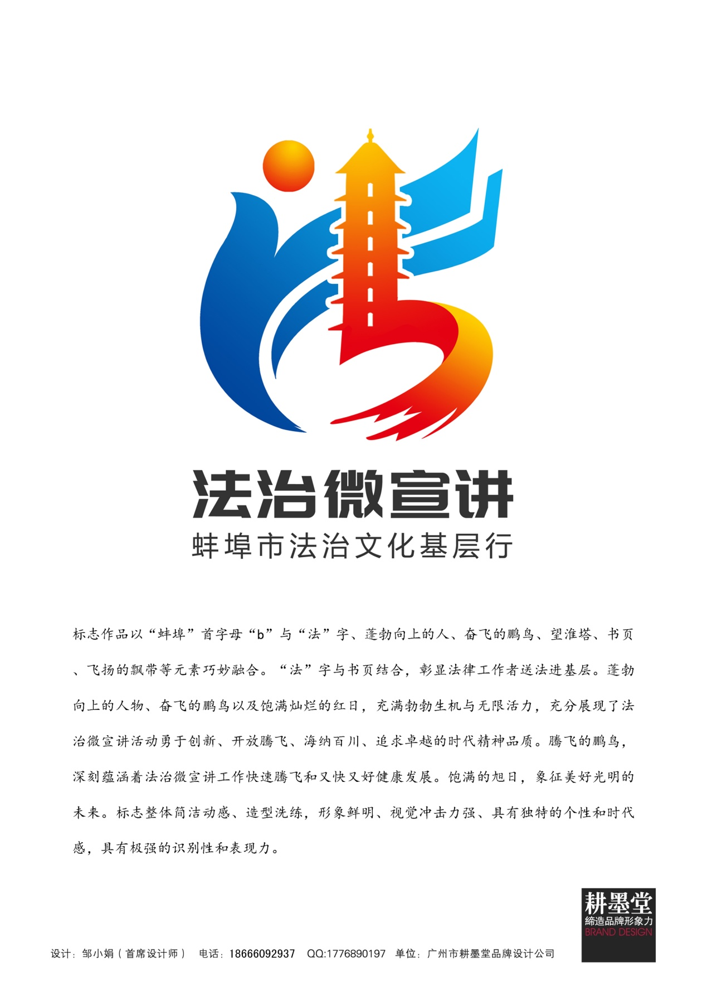 法治微宣讲
蚌埠市法治文化基层行
标志作品以“蚌埠”首字母“b”与“法”字、蓬勃向上的人、奋飞的鹏鸟、望淮塔、书页
、飞扬的飘带等元素巧妙融合。“法”字与书页结合，彰显法律工作者送法进基层。蓬勃
向上的人物、奋飞的鹏鸟以及饱满灿烂的红日，充满勃勃生机与无限活力，充分展现了法
治微宣讲活动勇于创新、开放腾飞、海纳百川、追求卓越的时代精神品质。腾飞的鹏鸟，
深刻蕴涵着法治微宣讲工作快速腾飞和又快又好健康发展。饱满的旭日，象征美好光明的
未来。标志整体简洁动感、造型洗练，形象鲜明、视觉冲击力强、具有独特的个性和时代
感，具有极强的识别性和表现力。
耕墨堂
締造品牌形象力
BRAND DESIGN
设计：邹小娟（首席设计师） 电话：18666092937 QQ:1776890197 单位：广州市耕墨堂品牌设计公司